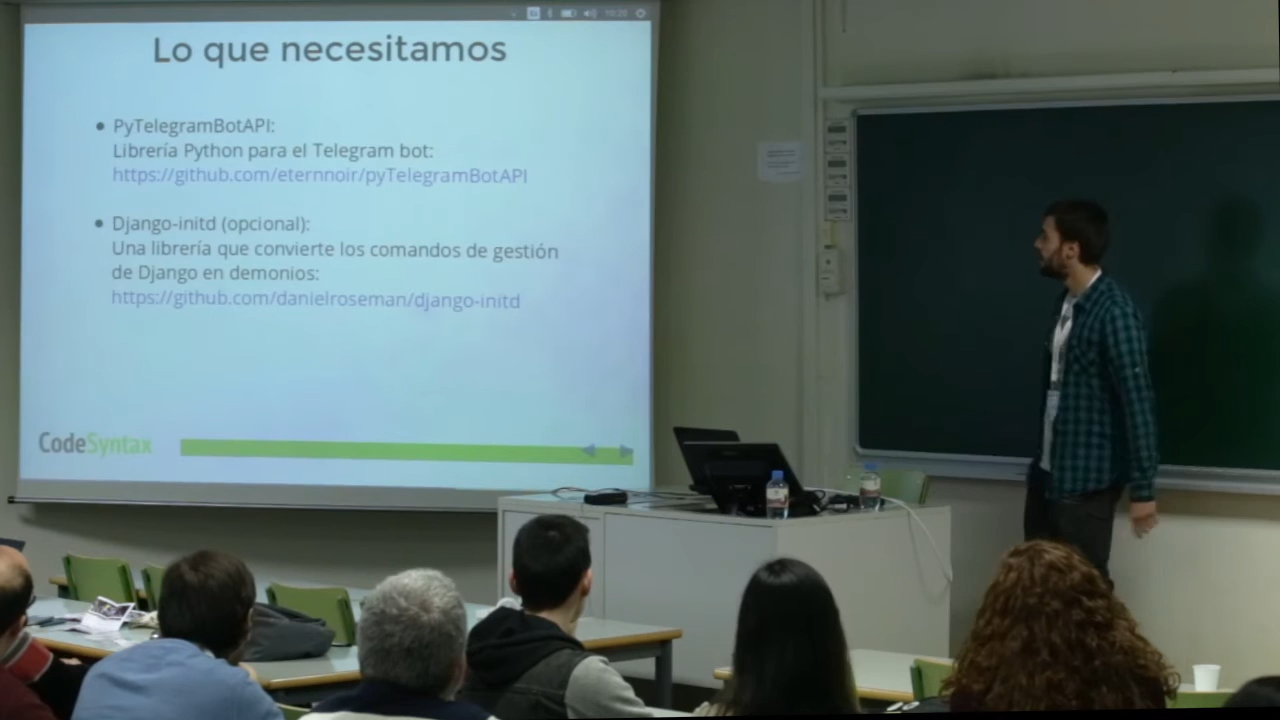 Lo que necesitamos
PyTelegramBotAPI:
Librería Python para el Telegram bot:
https://github.com/eternnoir/pyTelegramBotAPI
Django-initd (opcional):
Una librería que convierte los comandos de gestión
de Django en demonios:
https://github.com/danielroseman/django-initd
CodeSyntax